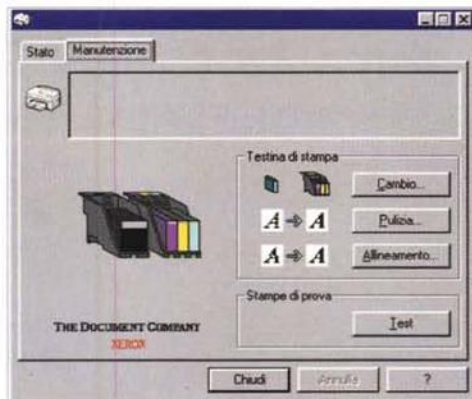 Stato Manutenzione
Testina di stampa
Cambio...
A A Pulizia...
A A Allineamento...
Stampe di prova
Test
THE DOCUMENT COMPANY
XEROX
Chiudi Annulla ?